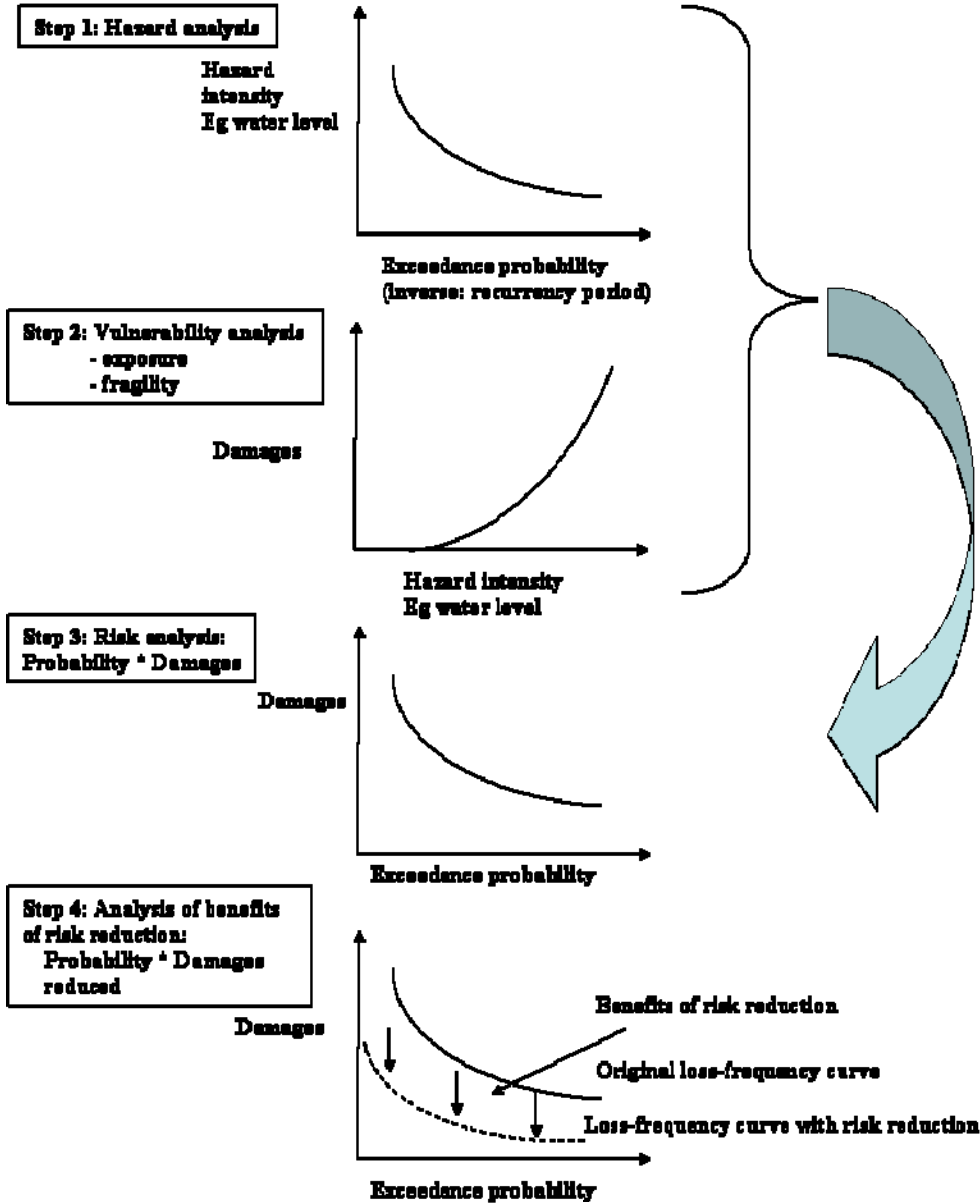 Step 1: Hazard analysis
Hazard
intensity
Eg water level
Exceedance probability
(inverse: recurrency period)
Step 2: Vulnerability analysis
- exposure
- fragility
Damages
Hazard intensity
Eg water level
Step 3: Risk analysis:
Probability * Damages
Damages
Exceedance probability
Step 4: Analysis of benefits
of risk reduction:
Probability * Damages
reduced
Damages
Benefits of risk reduction
Original loss-frequency curve
Loss-frequency curve with risk reduction
Exceedance probability